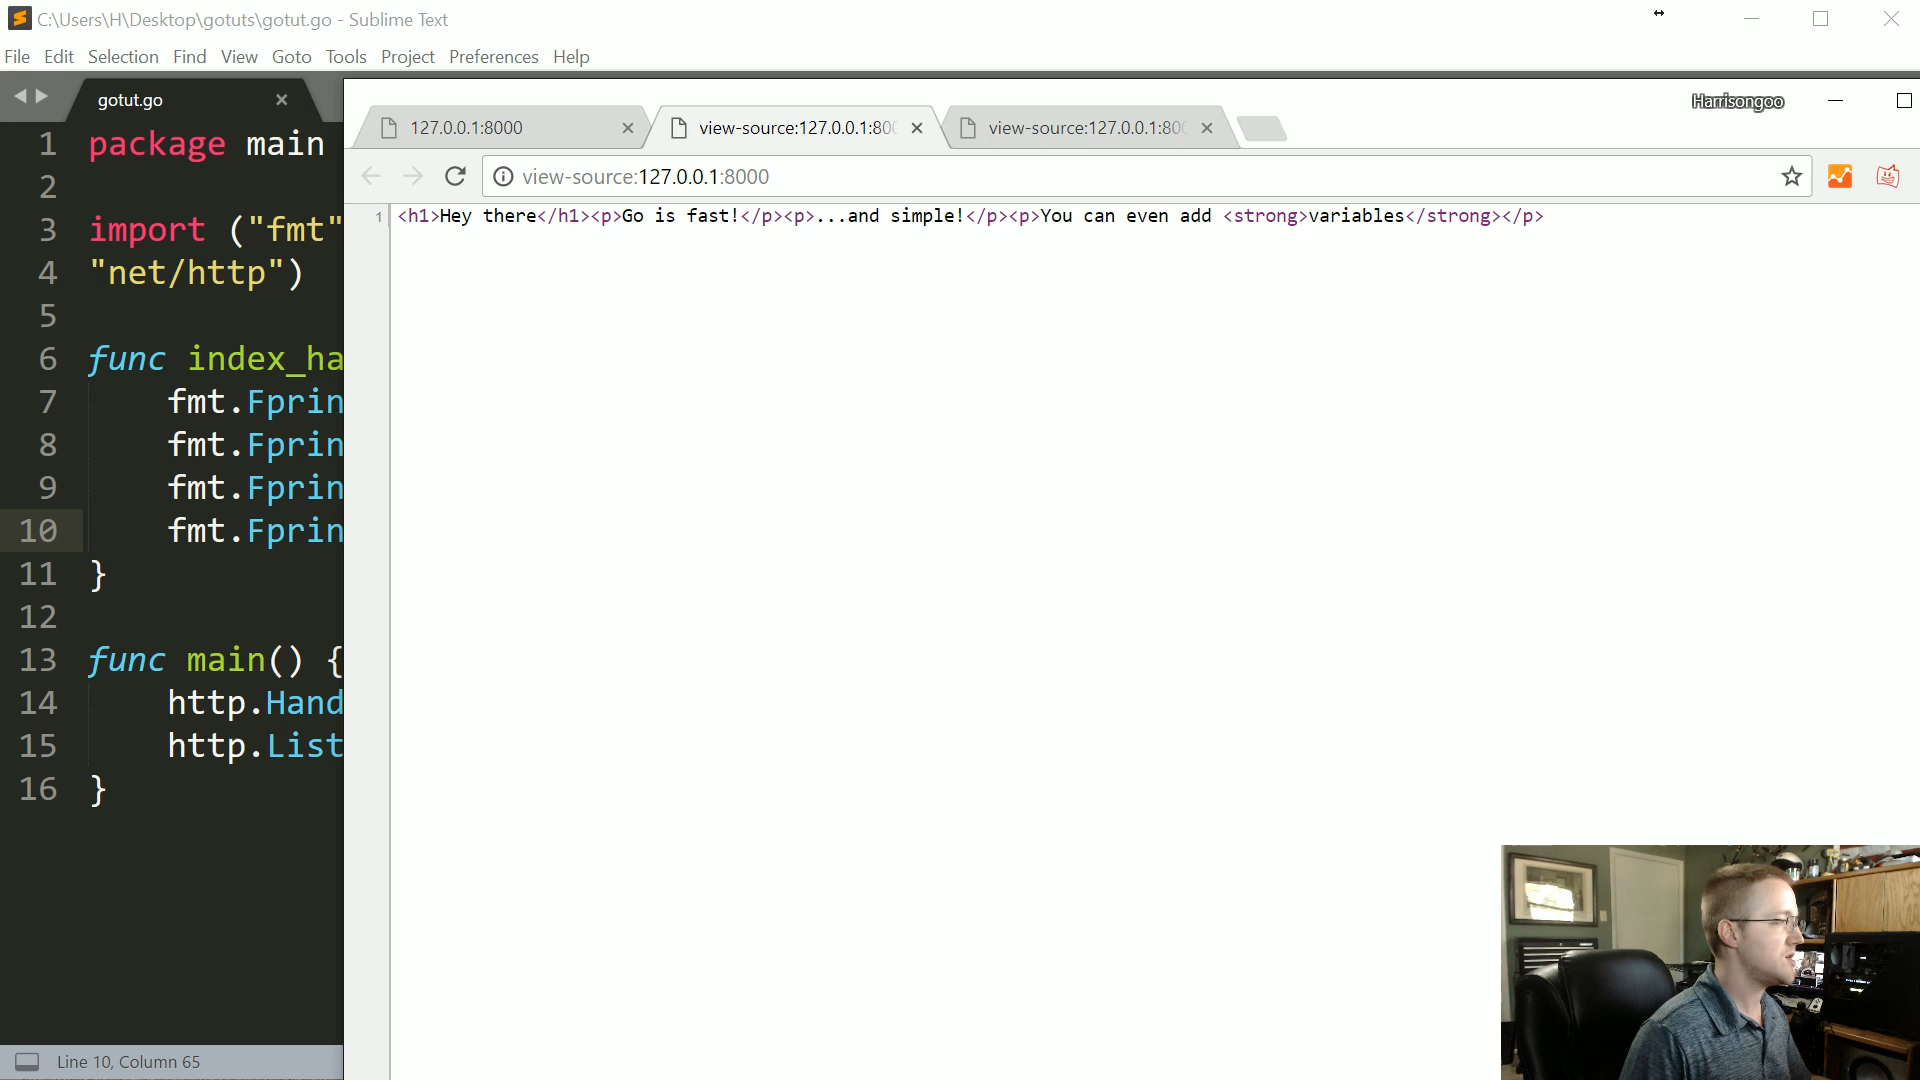 C:\Users\H\Desktop\gotuts\gotut.go - Sublime Text
File Edit Selection Find View Goto Tools Project Preferences Help
gotut.go
Harrisongoo
127.0.0.1:8000
view-source:127.0.0.1:800
view-source:127.0.0.1:800
view-source:127.0.0.1:8000
1 <h1>Hey there</h1><p>Go is fast!</p><p>...and simple!</p><p>You can even add <strong>variables</strong></p>
1 package main
2
3 import ("fmt"
4 "net/http")
5
6 func index_ha
7 fmt.Fprin
8 fmt.Fprin
9 fmt.Fprin
10 fmt.Fprin
11 }
12
13 func main() {
14 http.Hand
15 http.List
16 }
Line 10, Column 65